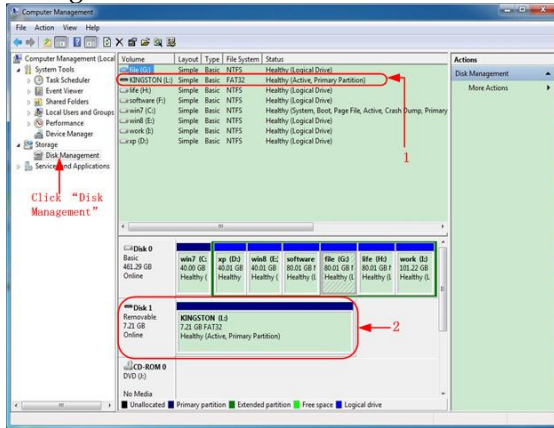 Computer Management
File Action View Help
Computer Management (Local
System Tools
Task Scheduler
Event Viewer
Shared Folders
Local Users and Groups
Performance
Device Manager
Storage
Disk Management
Services and Applications
Click “Disk
Management”
Volume Layout Type File System Status
file (G:) Simple Basic NTFS Healthy (Logical Drive)
KINGSTON (L:) Simple Basic FAT32 Healthy (Active, Primary Partition)
life (H:) Simple Basic NTFS Healthy (Logical Drive)
software (F:) Simple Basic NTFS Healthy (Logical Drive)
win7 (C:) Simple Basic NTFS Healthy (System, Boot, Page File, Active, Crash Dump, Primary
win8 (E:) Simple Basic NTFS Healthy (Logical Drive)
work (I:) Simple Basic NTFS Healthy (Logical Drive)
xp (D:) Simple Basic NTFS Healthy (Logical Drive)
1
Disk 0
Basic
461.29 GB
Online
win7 (C:
40.00 GB
Healthy (
xp (D:)
40.01 GB
Healthy
win8 (E:
40.01 GB
Healthy (
software
80.01 GB f
Healthy (L
file (G:)
80.01 GB f
Healthy (L
life (H:)
80.01 GB f
Healthy (L
work (I:)
101.22 GB
Healthy (L
Disk 1
Removable
7.21 GB
Online
KINGSTON (L:)
7.21 GB FAT32
Healthy (Active, Primary Partition)
2
CD-ROM 0
DVD (J:)
No Media
Unallocated Primary partition Extended partition Free space Logical drive
Actions
Disk Management
More Actions